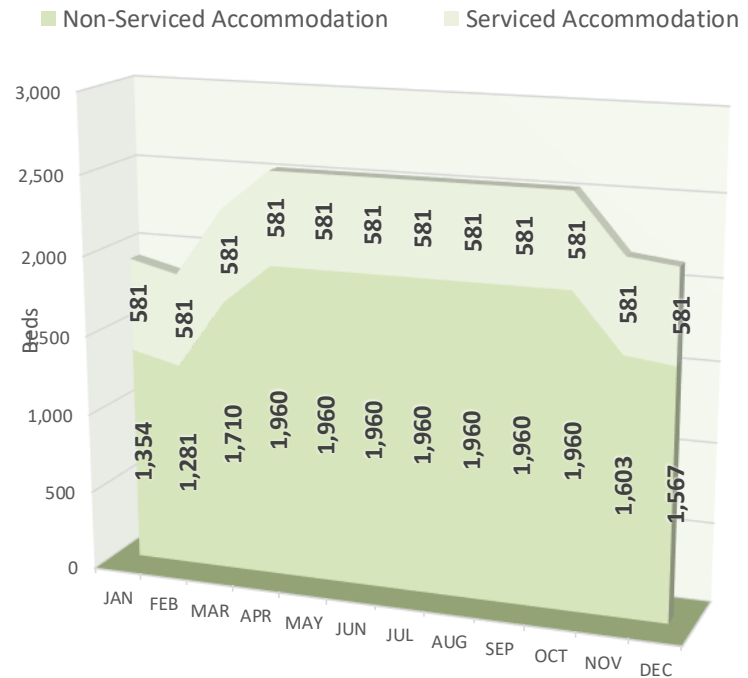 Non-Serviced Accommodation Serviced Accommodation
3,000
2,500
2,000
1,500
1,000
500
0
Beds
581 581 581 581 581 581 581 581 581 581 581 581
1,354 1,281 1,710 1,960 1,960 1,960 1,960 1,960 1,960 1,960 1,603 1,567
JAN FEB MAR APR MAY JUN JUL AUG SEP OCT NOV DEC